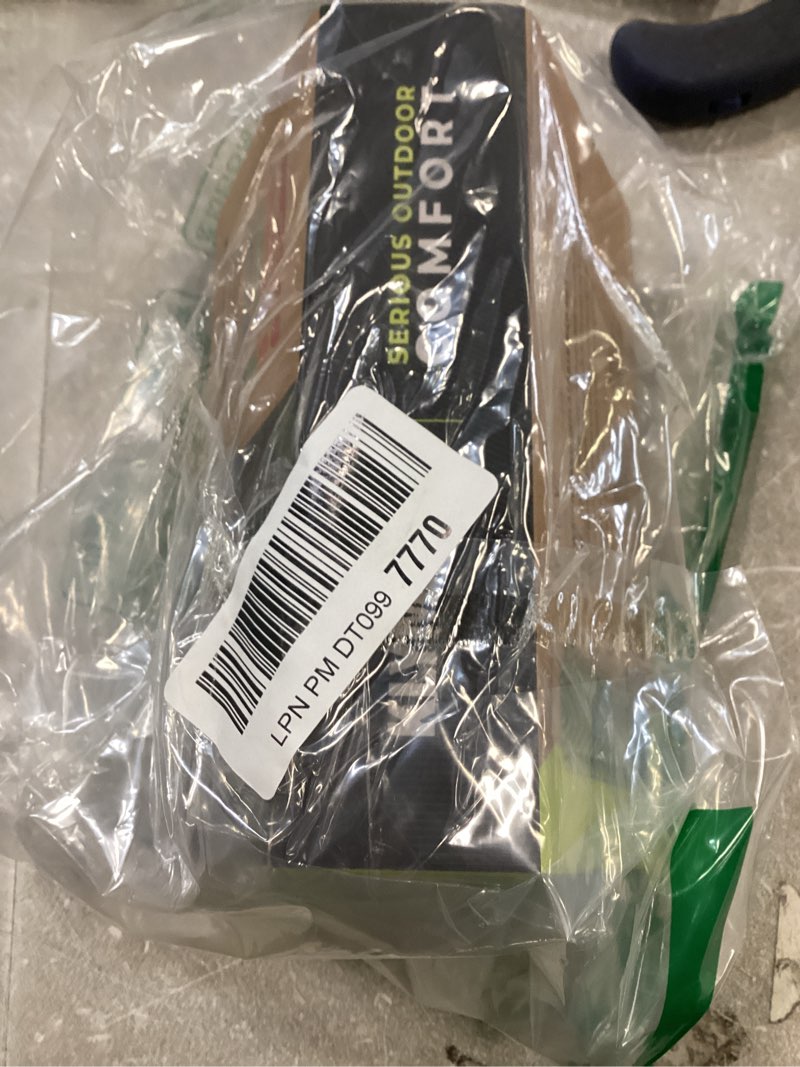 SERIOUS OUTDOOR
COMFORT
LPN PM DT099 7770